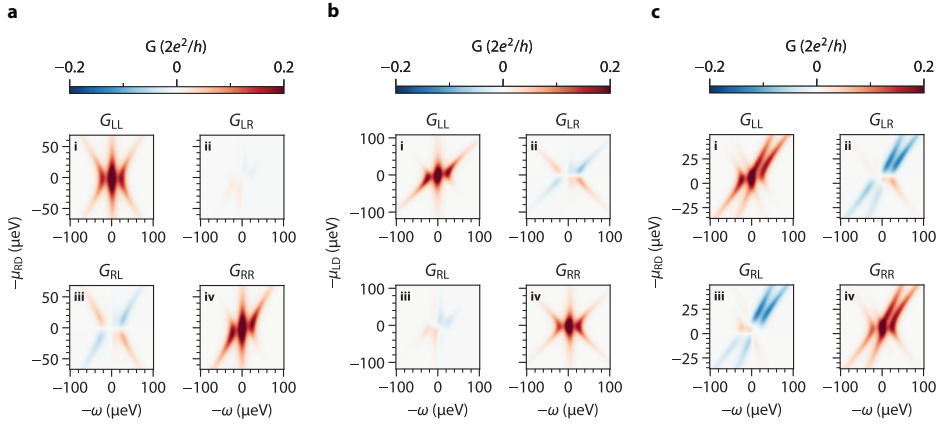 a
G (2e²/h)
−0.2 0 0.2
G_LL G_LR
i ii
50
0
−50
−100 0 100 −100 0 100
G_RL G_RR
iii iv
50
0
−50
−100 0 100 −100 0 100
−μ_RD (μeV)
−ω (μeV) −ω (μeV)
b
G (2e²/h)
−0.2 0 0.2
G_LL G_LR
i ii
100
0
−100
−100 0 100 −100 0 100
G_RL G_RR
iii iv
100
0
−100
−100 0 100 −100 0 100
−μ_LD (μeV)
−ω (μeV) −ω (μeV)
c
G (2e²/h)
−0.2 0 0.2
G_LL G_LR
i ii
25
0
−25
−100 0 100 −100 0 100
G_RL G_RR
iii iv
25
0
−25
−100 0 100 −100 0 100
−μ_RD (μeV)
−ω (μeV) −ω (μeV)